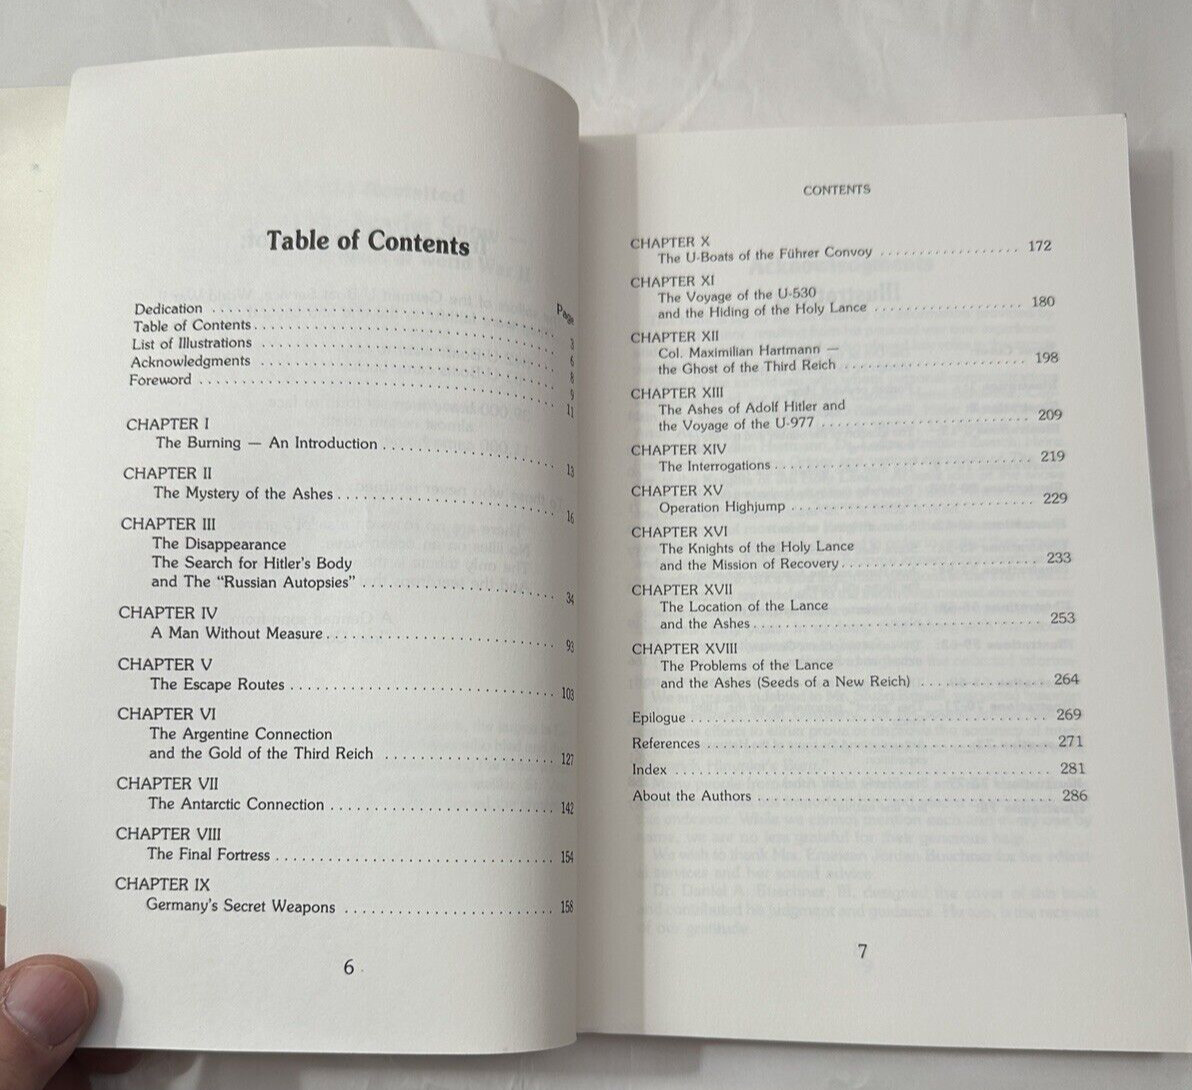 Table of Contents
Page
Dedication . . . . . . . . . . 3
Table of Contents . . . . . . . . . . 6
List of Illustrations . . . . . . . . . . 8
Acknowledgments . . . . . . . . . . 9
Foreword . . . . . . . . . . 11
CHAPTER I
The Burning — An Introduction . . . . . . . . . . 13
CHAPTER II
The Mystery of the Ashes . . . . . . . . . . 16
CHAPTER III
The Disappearance
The Search for Hitler's Body
and The "Russian Autopsies" . . . . . . . . . . 34
CHAPTER IV
A Man Without Measure . . . . . . . . . . 93
CHAPTER V
The Escape Routes . . . . . . . . . . 103
CHAPTER VI
The Argentine Connection
and the Gold of the Third Reich . . . . . . . . . . 127
CHAPTER VII
The Antarctic Connection . . . . . . . . . . 142
CHAPTER VIII
The Final Fortress . . . . . . . . . . 154
CHAPTER IX
Germany's Secret Weapons . . . . . . . . . . 158
6
CONTENTS
CHAPTER X
The U-Boats of the Führer Convoy . . . . . . . . . . 172
CHAPTER XI
The Voyage of the U-530
and the Hiding of the Holy Lance . . . . . . . . . . 180
CHAPTER XII
Col. Maximilian Hartmann —
the Ghost of the Third Reich . . . . . . . . . . 198
CHAPTER XIII
The Ashes of Adolf Hitler and
the Voyage of the U-977 . . . . . . . . . . 209
CHAPTER XIV
The Interrogations . . . . . . . . . . 219
CHAPTER XV
Operation Highjump . . . . . . . . . . 229
CHAPTER XVI
The Knights of the Holy Lance
and the Mission of Recovery . . . . . . . . . . 233
CHAPTER XVII
The Location of the Lance
and the Ashes . . . . . . . . . . 253
CHAPTER XVIII
The Problems of the Lance
and the Ashes (Seeds of a New Reich) . . . . . . . . . . 264
Epilogue . . . . . . . . . . 269
References . . . . . . . . . . 271
Index . . . . . . . . . . 281
About the Authors . . . . . . . . . . 286
7